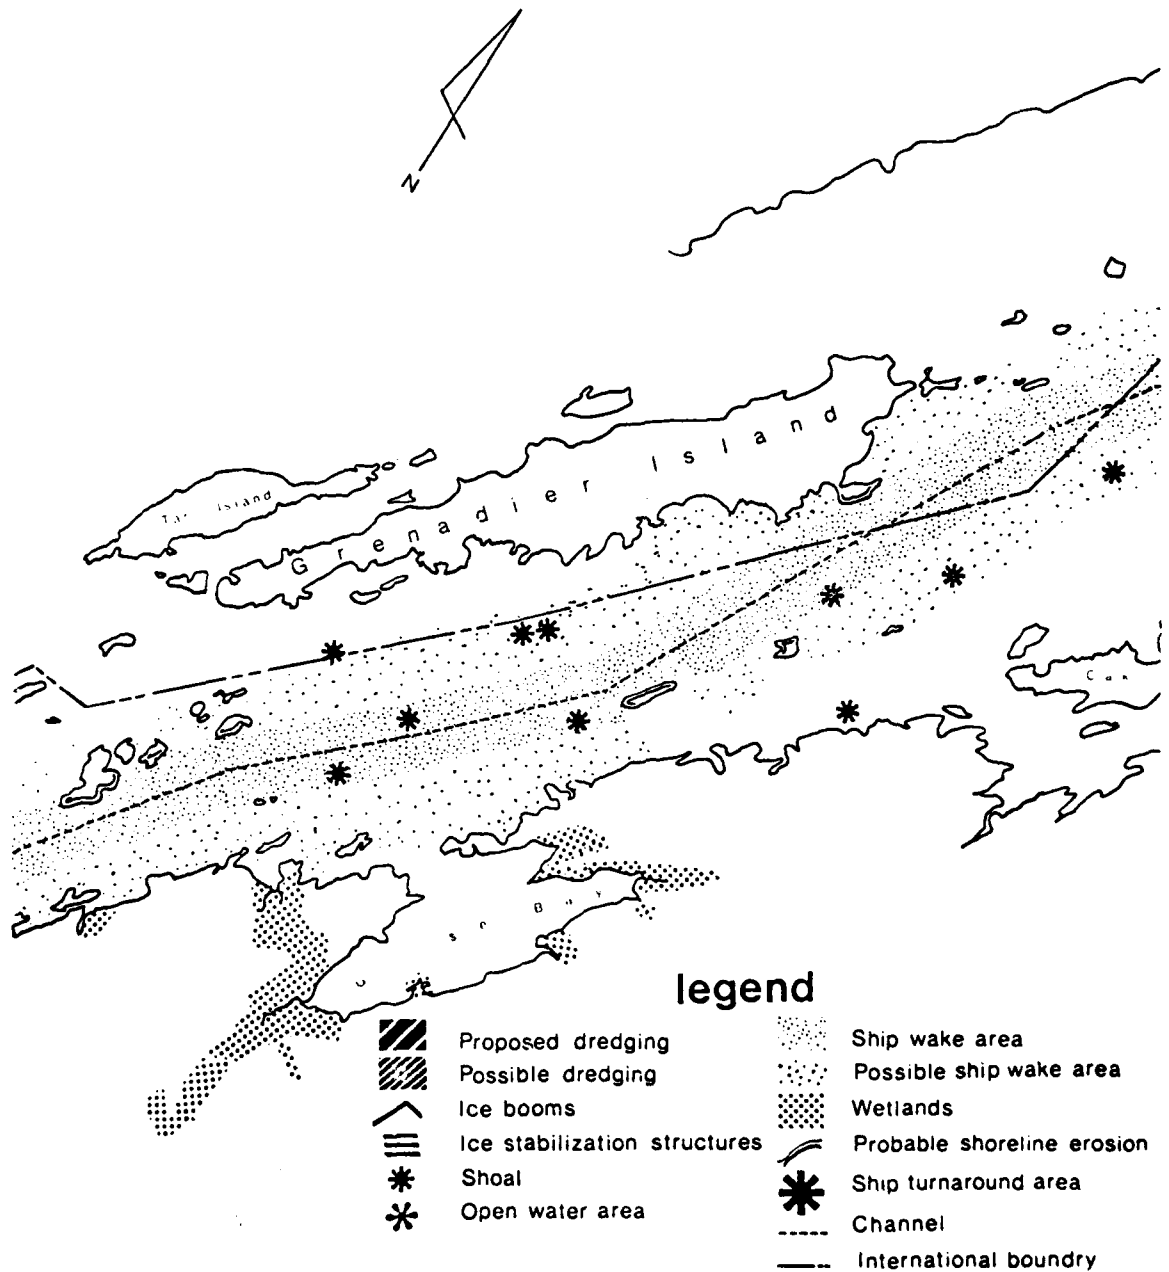 N
Grenadier Island
Island
legend
Proposed dredging
Possible dredging
Ice booms
Ice stabilization structures
Shoal
Open water area
Ship wake area
Possible ship wake area
Wetlands
Probable shoreline erosion
Ship turnaround area
Channel
International boundry